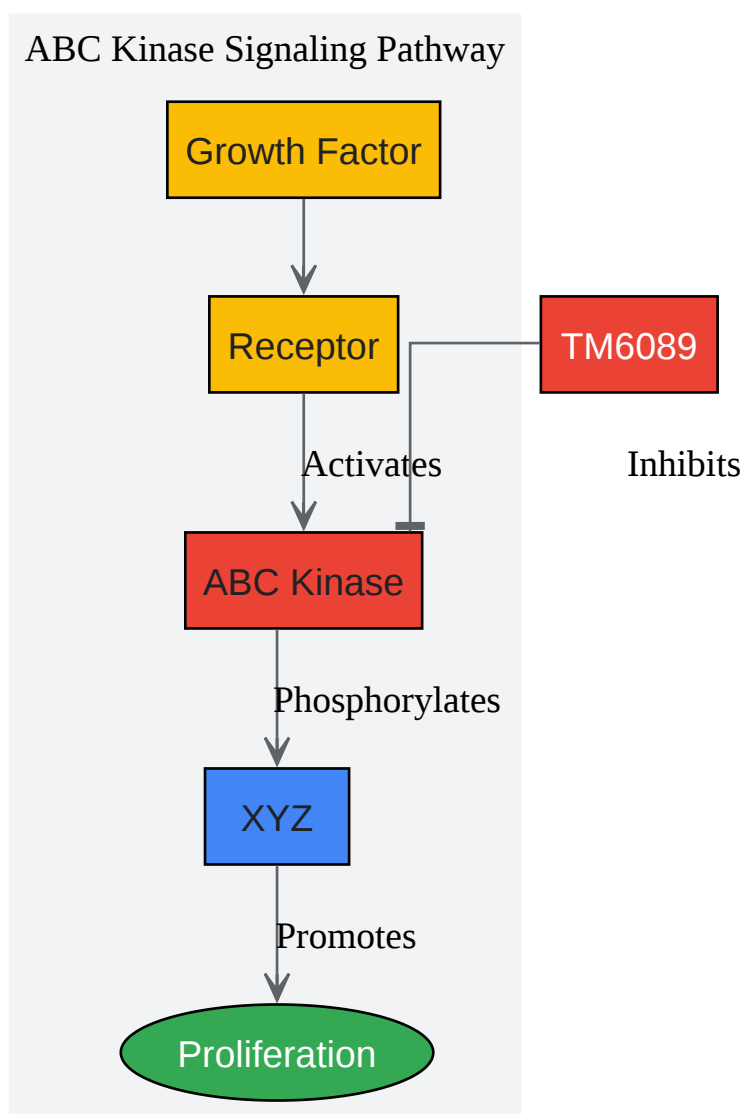 ABC Kinase Signaling Pathway
Growth Factor
Receptor
TM6089
Activates
Inhibits
ABC Kinase
Phosphorylates
XYZ
Promotes
Proliferation